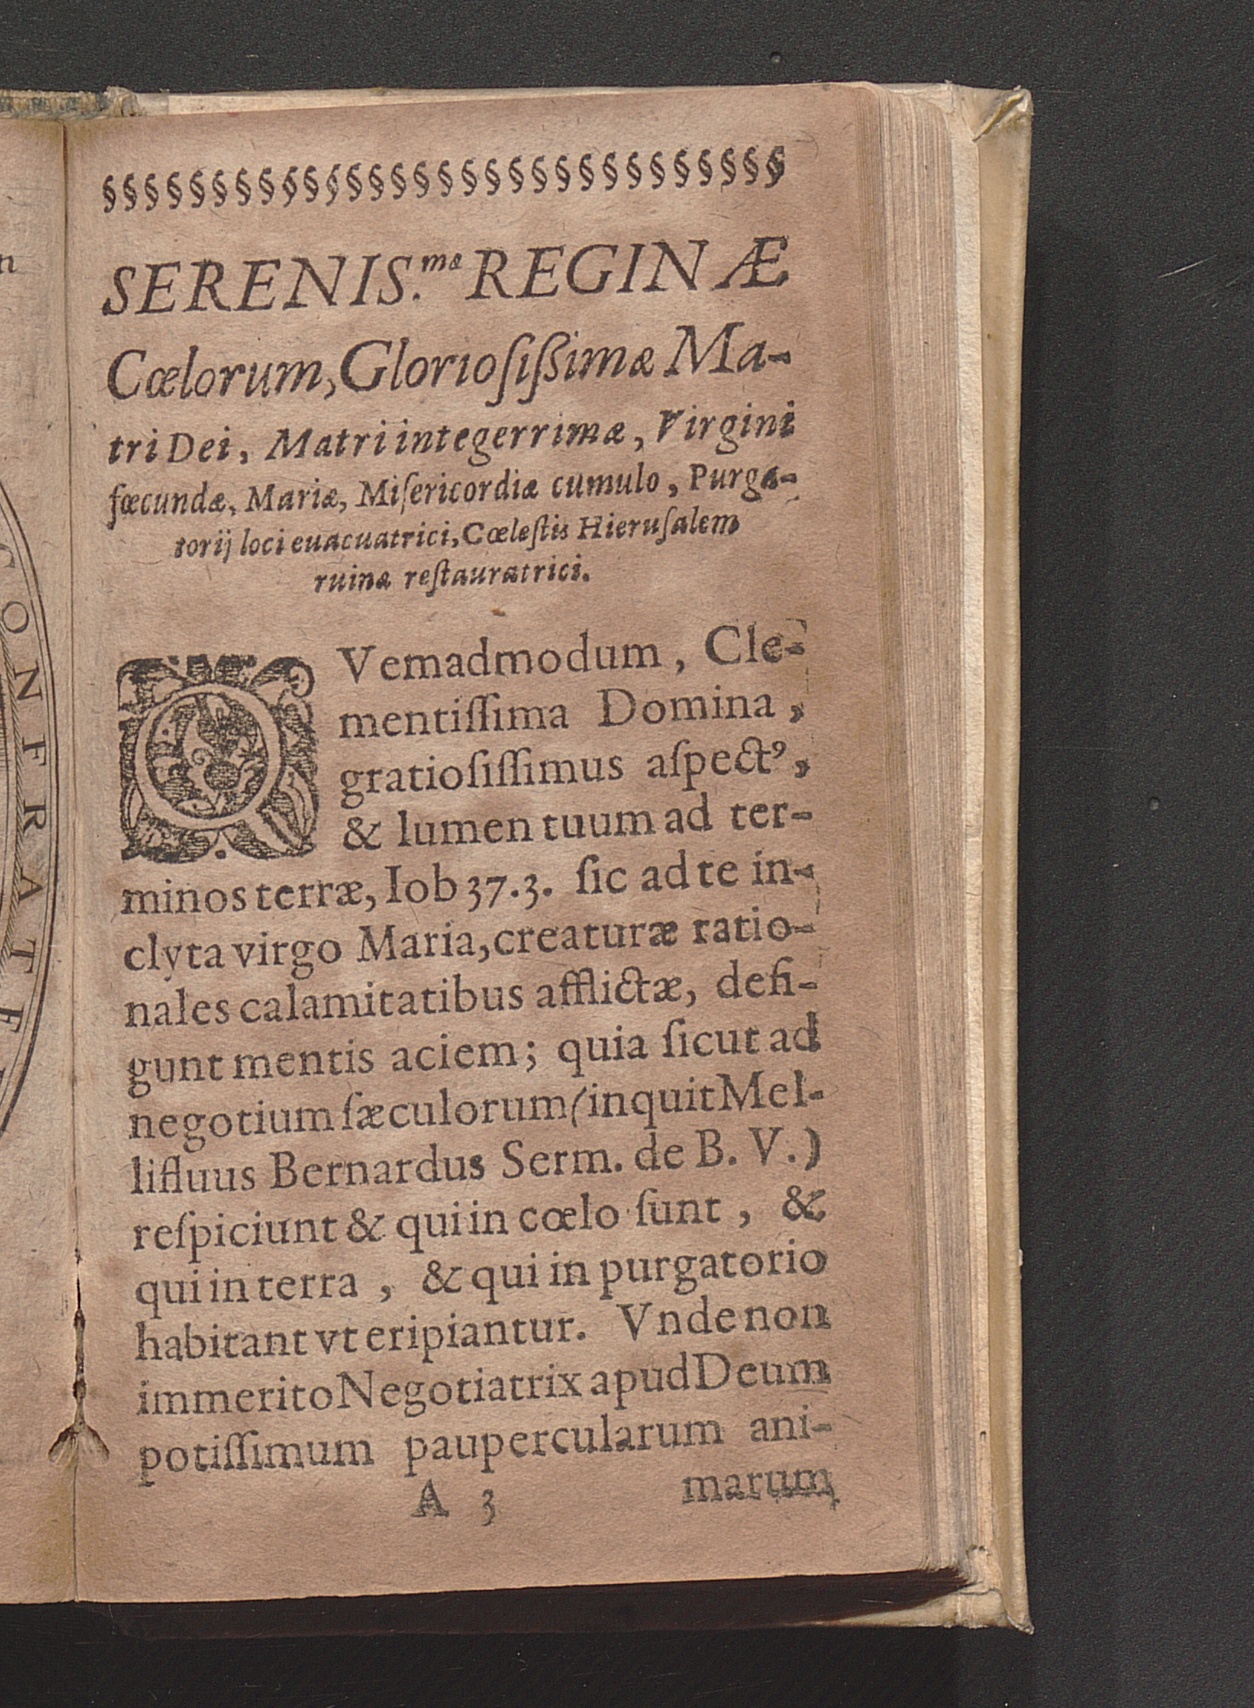 §§§§§§§§§§§§§§§§§§§§§§§§§§§§§
SERENIS.mæ REGINÆ
Cœlorum, Glorioſißimæ Ma-
tri Dei, Matri integerrimæ, Virgini
fœcundæ, Mariæ, Miſericordiæ cumulo, Purga-
torij loci euacuatrici, Cœleſtis Hieruſalem
ruinæ reſtauratrici.
QVemadmodum, Cle-
mentiſſima Domina,
gratioſiſſimus aſpectꝰ,
& lumen tuum ad ter-
minos terræ, Iob 37.3. ſic ad te in-
clyta virgo Maria, creaturæ ratio-
nales calamitatibus afflictæ, defi-
gunt mentis aciem; quia ſicut ad
negotium ſæculorum (inquit Mel-
lifluus Bernardus Serm. de B. V.)
reſpiciunt & qui in cœlo ſunt, &
qui in terra, & qui in purgatorio
habitant vt eripiantur. Vnde non
immerito Negotiatrix apud Deum
potiſſimum paupercularum ani-
A 3 marum
CONFRAT
n